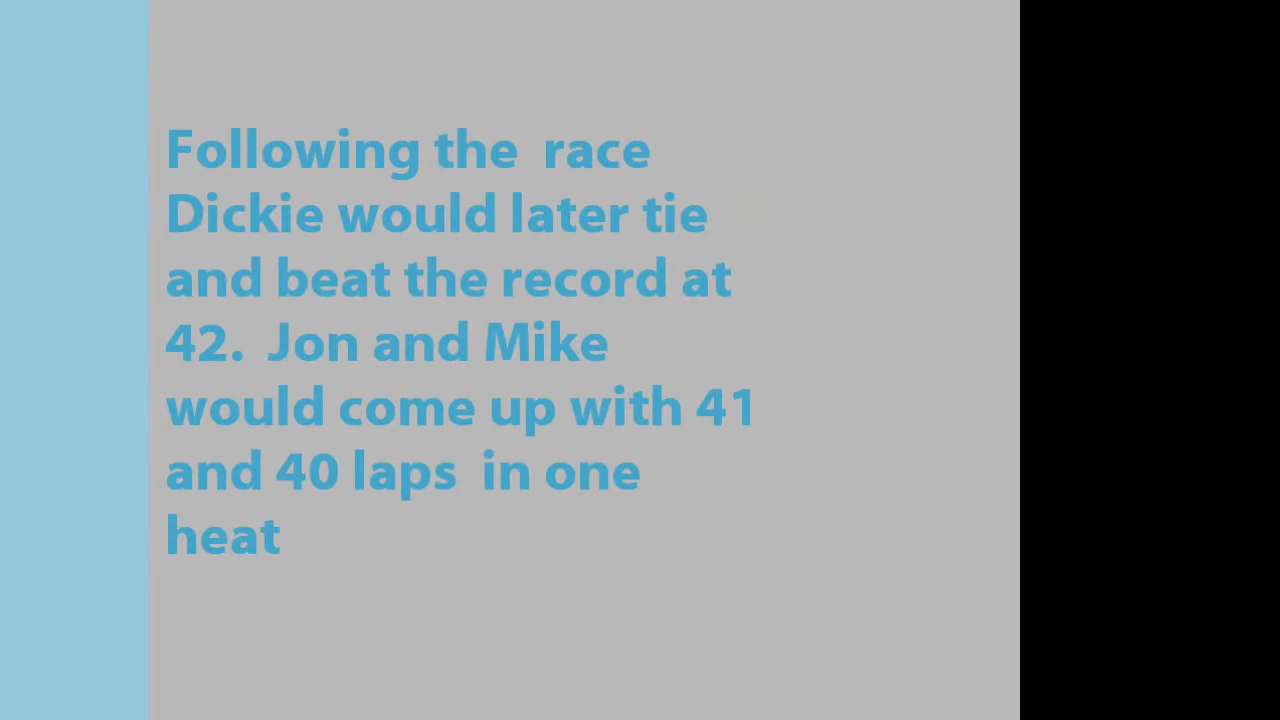 Following the  race
Dickie would later tie
and beat the record at
42.  Jon and Mike
would come up with 41
and 40 laps  in one
heat